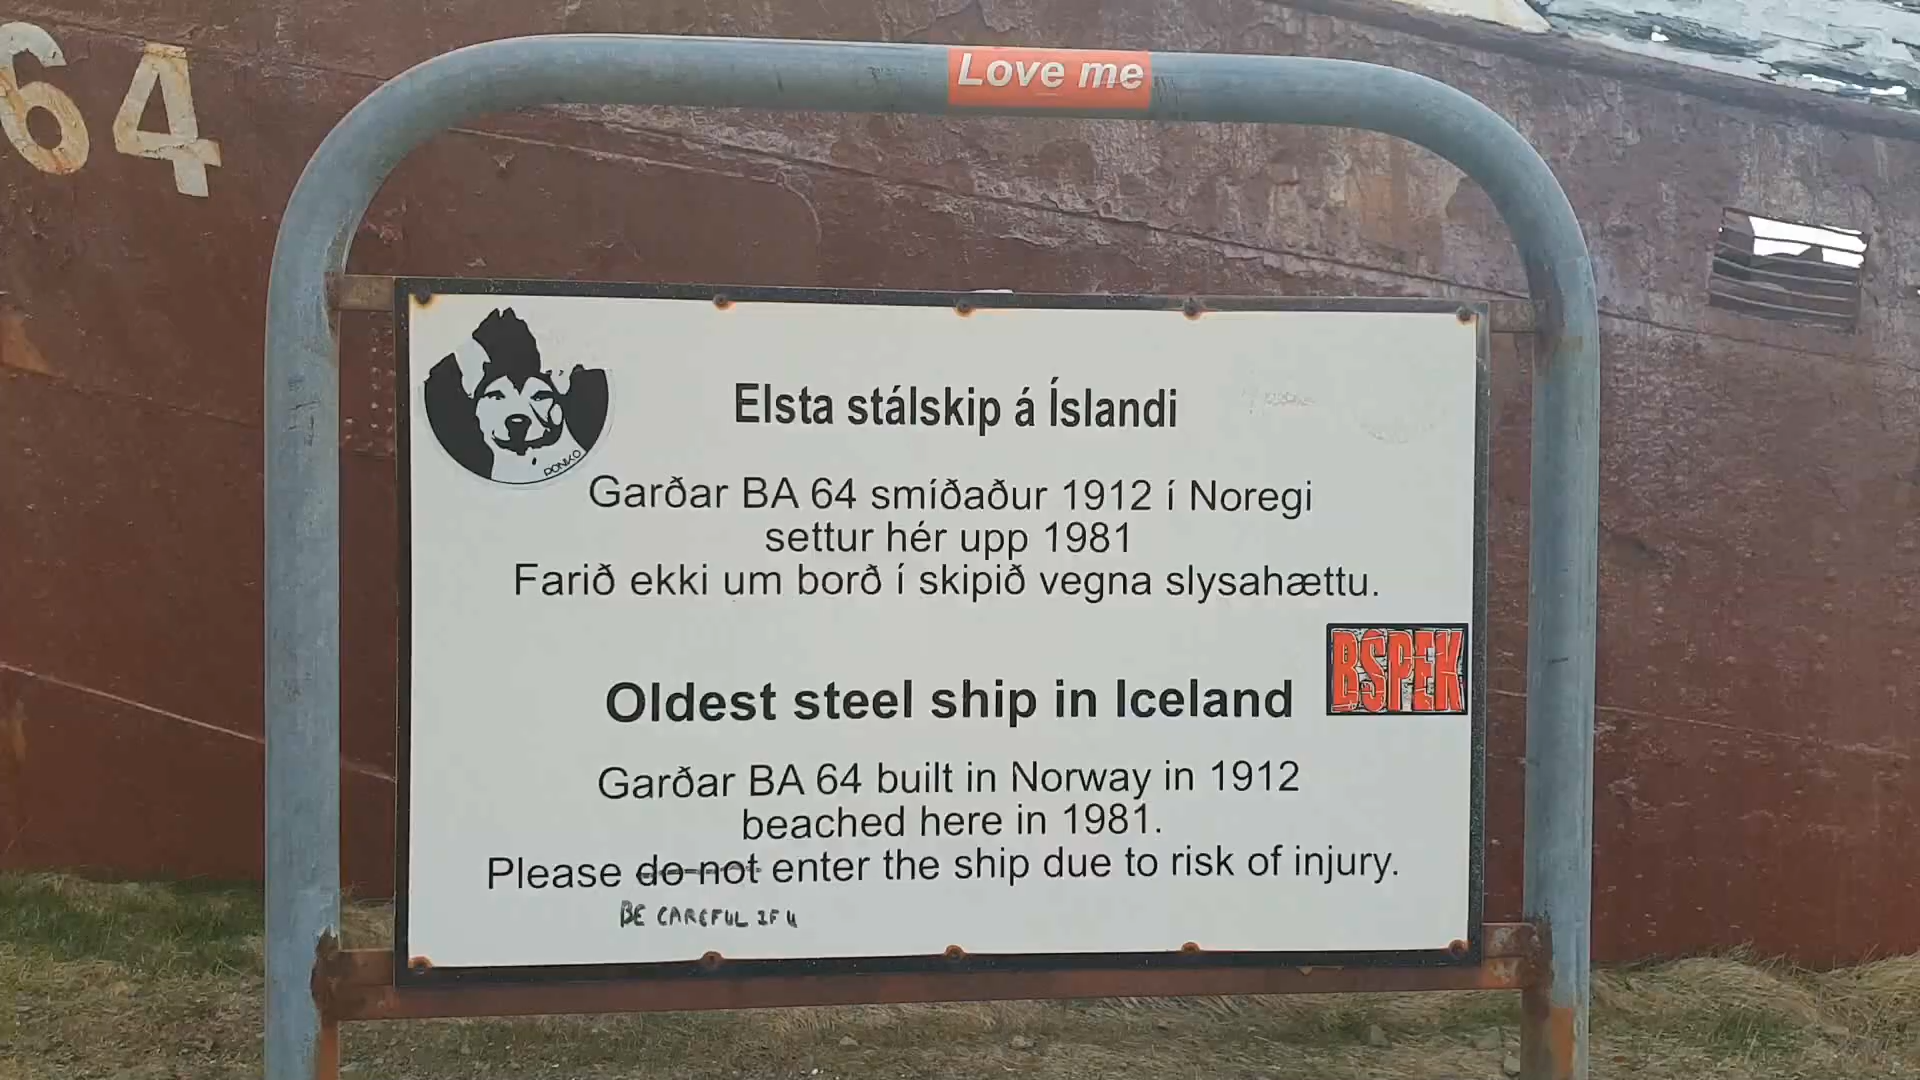 64
Love me
PONKO
Elsta stálskip á Íslandi
Garðar BA 64 smíðaður 1912 í Noregi
settur hér upp 1981
Farið ekki um borð í skipið vegna slysahættu.
BSPEK
Oldest steel ship in Iceland
Garðar BA 64 built in Norway in 1912
beached here in 1981.
Please do not enter the ship due to risk of injury.
BE CAREFUL IF U